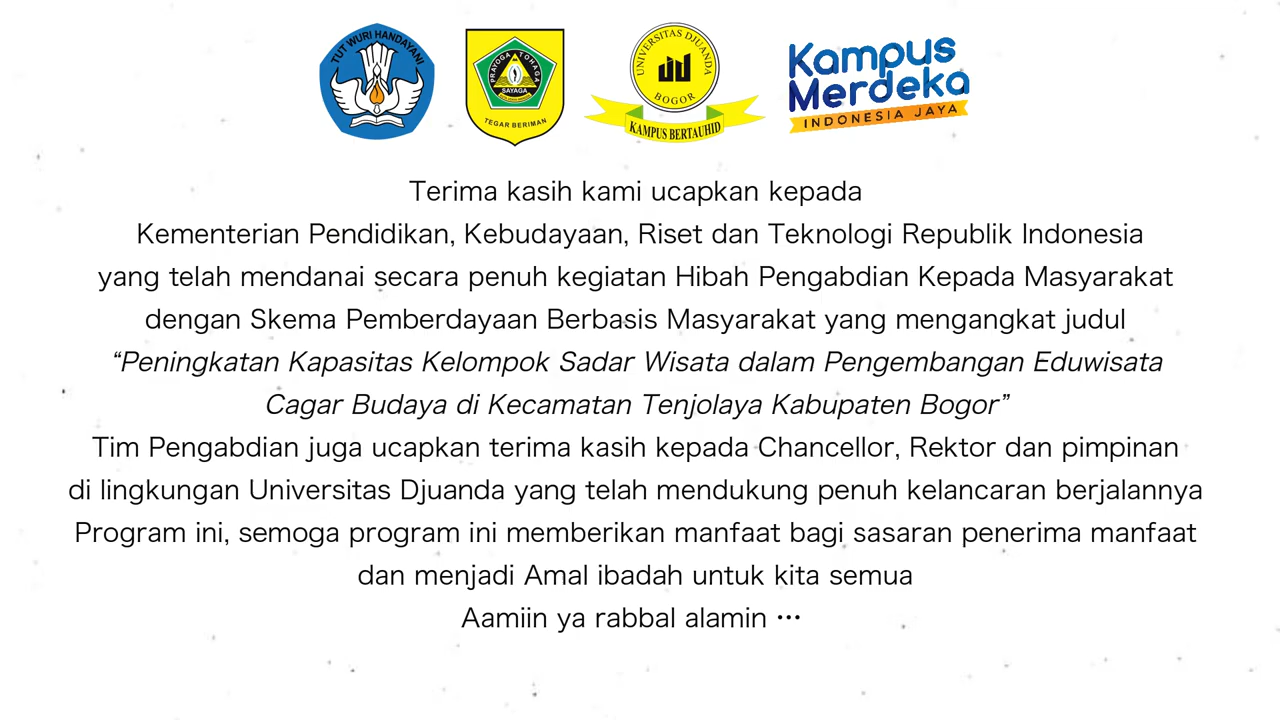 TUT WURI HANDAYANI
PRAYOGA TOHAGA
SAYAGA
TEGAR BERIMAN
UNIVERSITAS DJUANDA
BOGOR
KAMPUS BERTAUHID
Kampus
Merdeka
INDONESIA JAYA
Terima kasih kami ucapkan kepada
Kementerian Pendidikan, Kebudayaan, Riset dan Teknologi Republik Indonesia
yang telah mendanai secara penuh kegiatan Hibah Pengabdian Kepada Masyarakat
dengan Skema Pemberdayaan Berbasis Masyarakat yang mengangkat judul
“Peningkatan Kapasitas Kelompok Sadar Wisata dalam Pengembangan Eduwisata
Cagar Budaya di Kecamatan Tenjolaya Kabupaten Bogor”
Tim Pengabdian juga ucapkan terima kasih kepada Chancellor, Rektor dan pimpinan
di lingkungan Universitas Djuanda yang telah mendukung penuh kelancaran berjalannya
Program ini, semoga program ini memberikan manfaat bagi sasaran penerima manfaat
dan menjadi Amal ibadah untuk kita semua
Aamiin ya rabbal alamin …